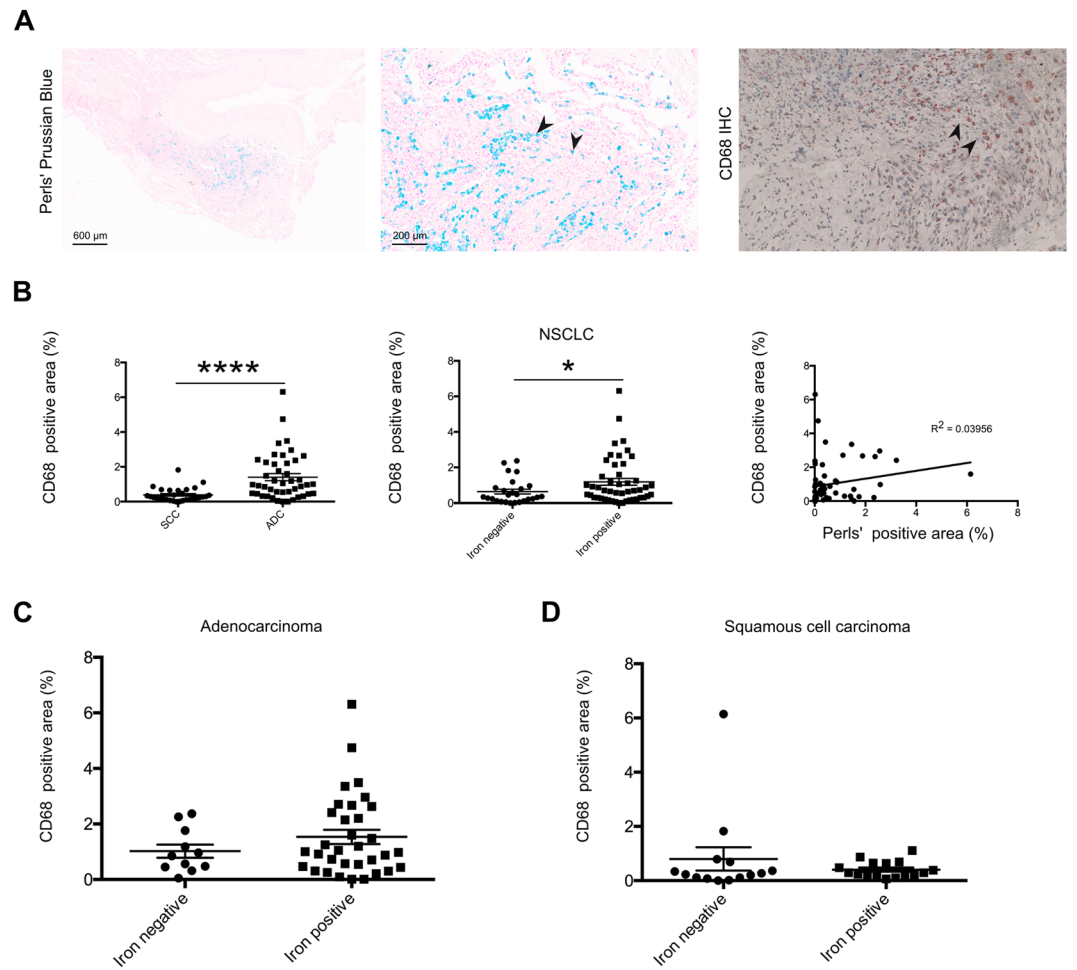 A
Perls' Prussian Blue
600 µm
200 µm
CD68 IHC
B
CD68 positive area (%)
8
6
4
2
0
****
SCC
ADC
NSCLC
CD68 positive area (%)
8
6
4
2
0
*
Iron negative
Iron positive
CD68 positive area (%)
8
6
4
2
0
R2 = 0.03956
0 2 4 6 8
Perls' positive area (%)
C
Adenocarcinoma
CD68 positive area (%)
8
6
4
2
0
Iron negative
Iron positive
D
Squamous cell carcinoma
CD68 positive area (%)
8
6
4
2
0
Iron negative
Iron positive